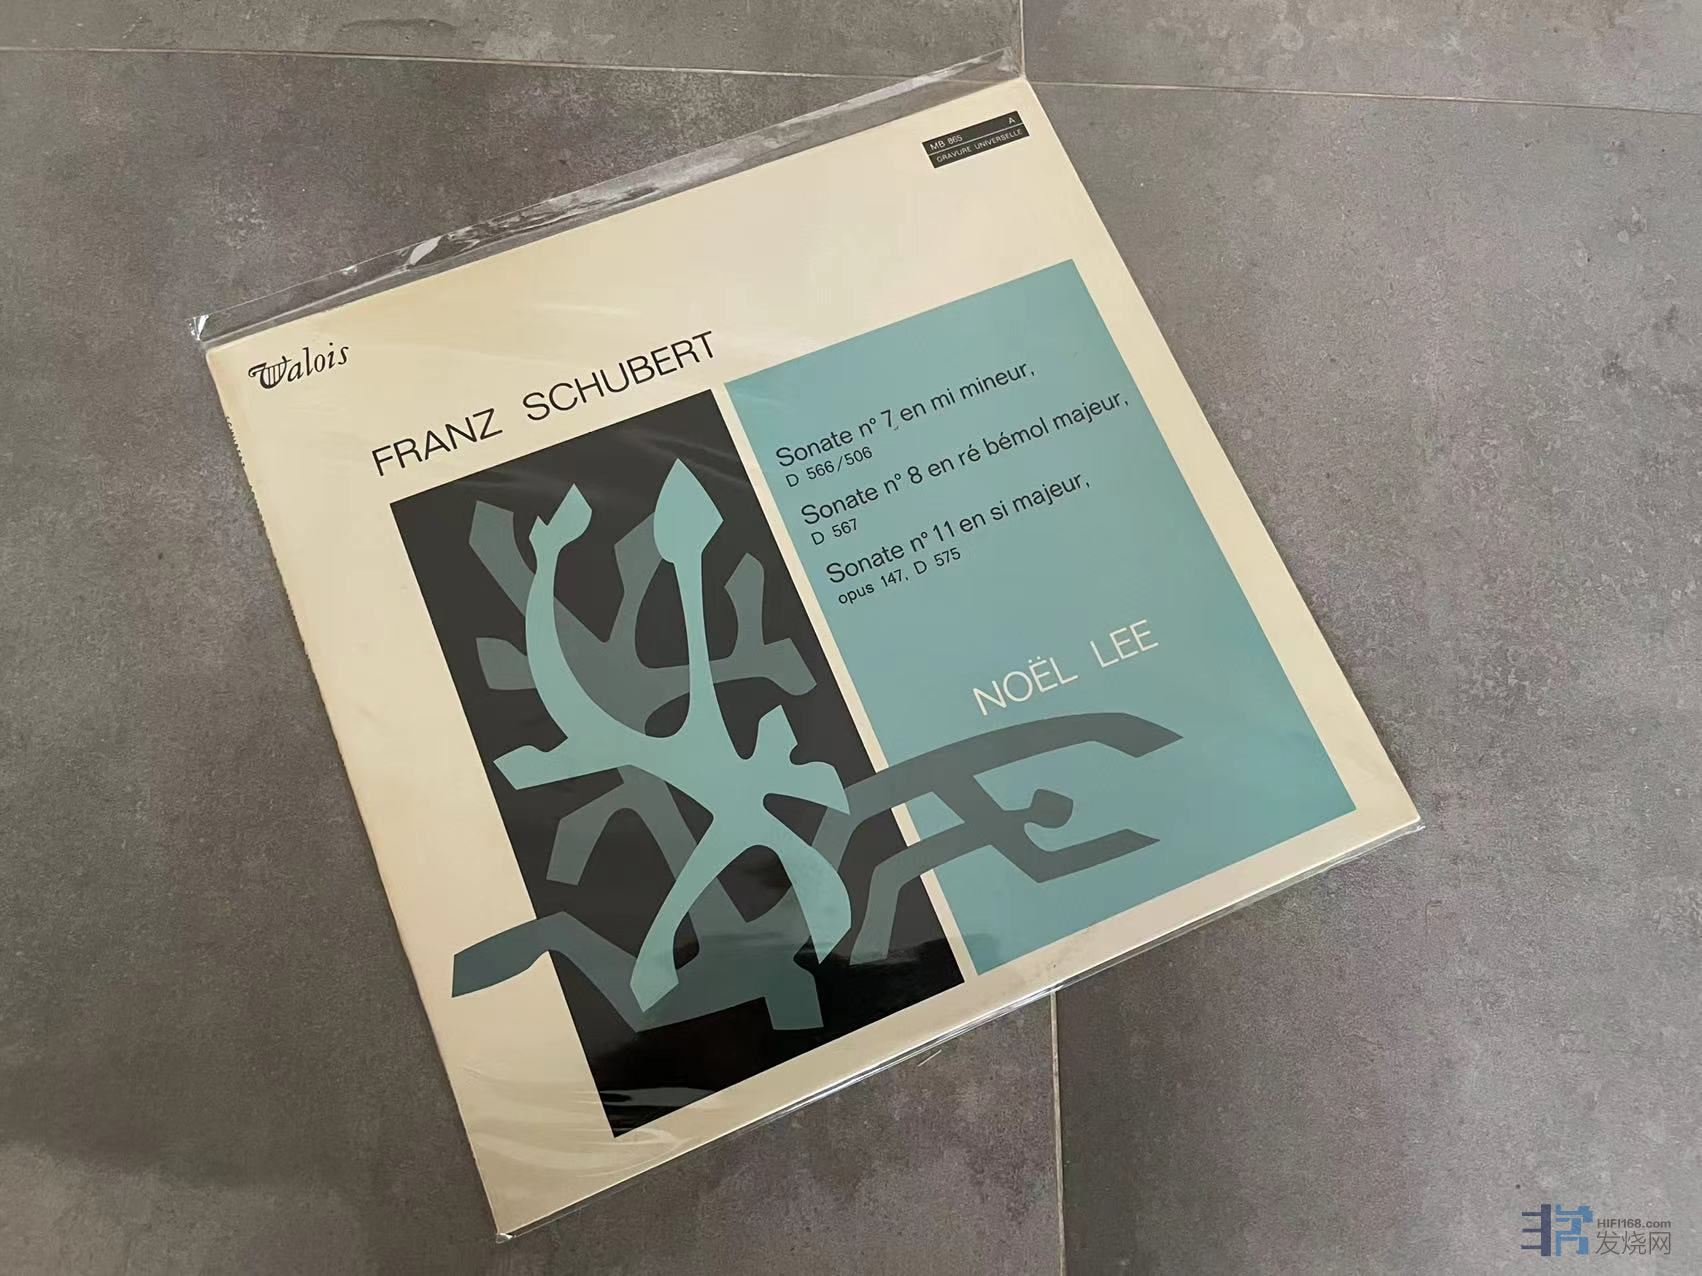 Valois
MB 865 A
GRAVURE UNIVERSELLE
FRANZ SCHUBERT
Sonate n° 7 en mi mineur,
D 566/506
Sonate n° 8 en ré bémol majeur,
D 567
Sonate n° 11 en si majeur,
opus 147, D 575
NOËL LEE
HIFI168.com
发烧网